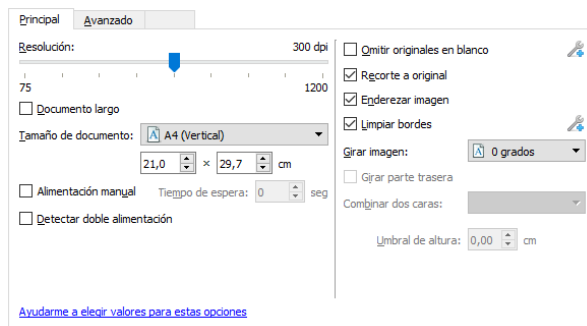 Principal Avanzado
Resolución: 300 dpi
75 1200
Documento largo
Tamaño de documento: A A4 (Vertical)
21,0 × 29,7 cm
Alimentación manual Tiempo de espera: 0 seg
Detectar doble alimentación
Ayudarme a elegir valores para estas opciones
Omitir originales en blanco
Recorte a original
Enderezar imagen
Limpiar bordes
Girar imagen: A 0 grados
Girar parte trasera
Combinar dos caras:
Umbral de altura: 0,00 cm